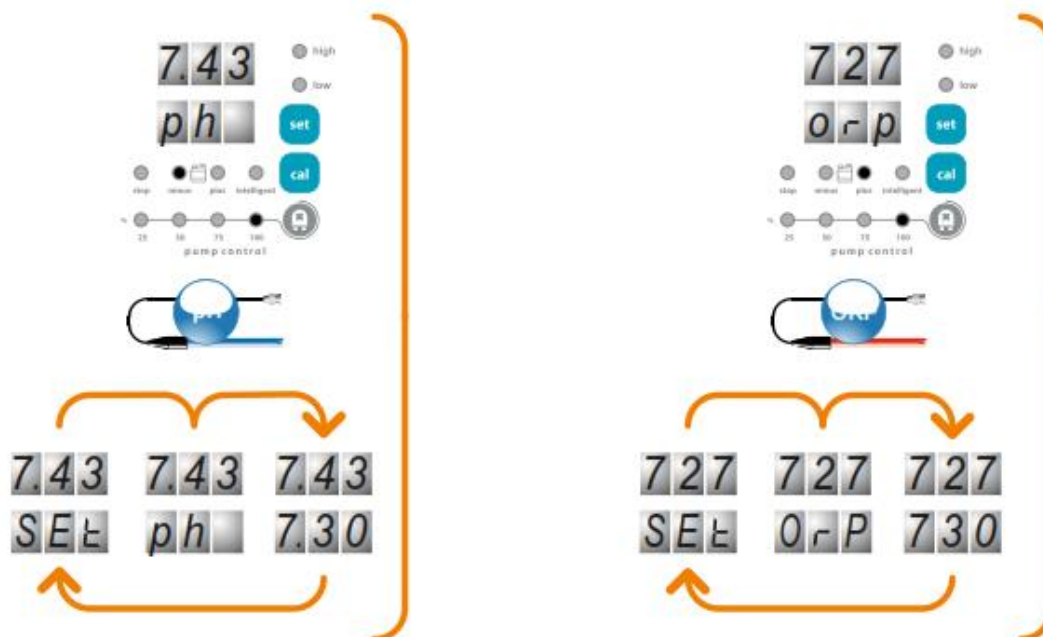 7.43
high
low
ph
set
cal
stop minus plus intelligent
%
25 50 75 100
pump control
pH
7.43 7.43 7.43
SEt ph 7.30
727
high
low
orp
set
cal
stop minus plus intelligent
%
25 50 75 100
pump control
ORP
727 727 727
SEt OrP 730